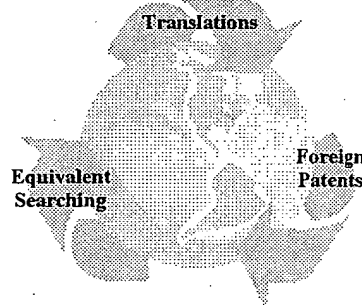 Translations
Equivalent
Searching
Foreign
Patents